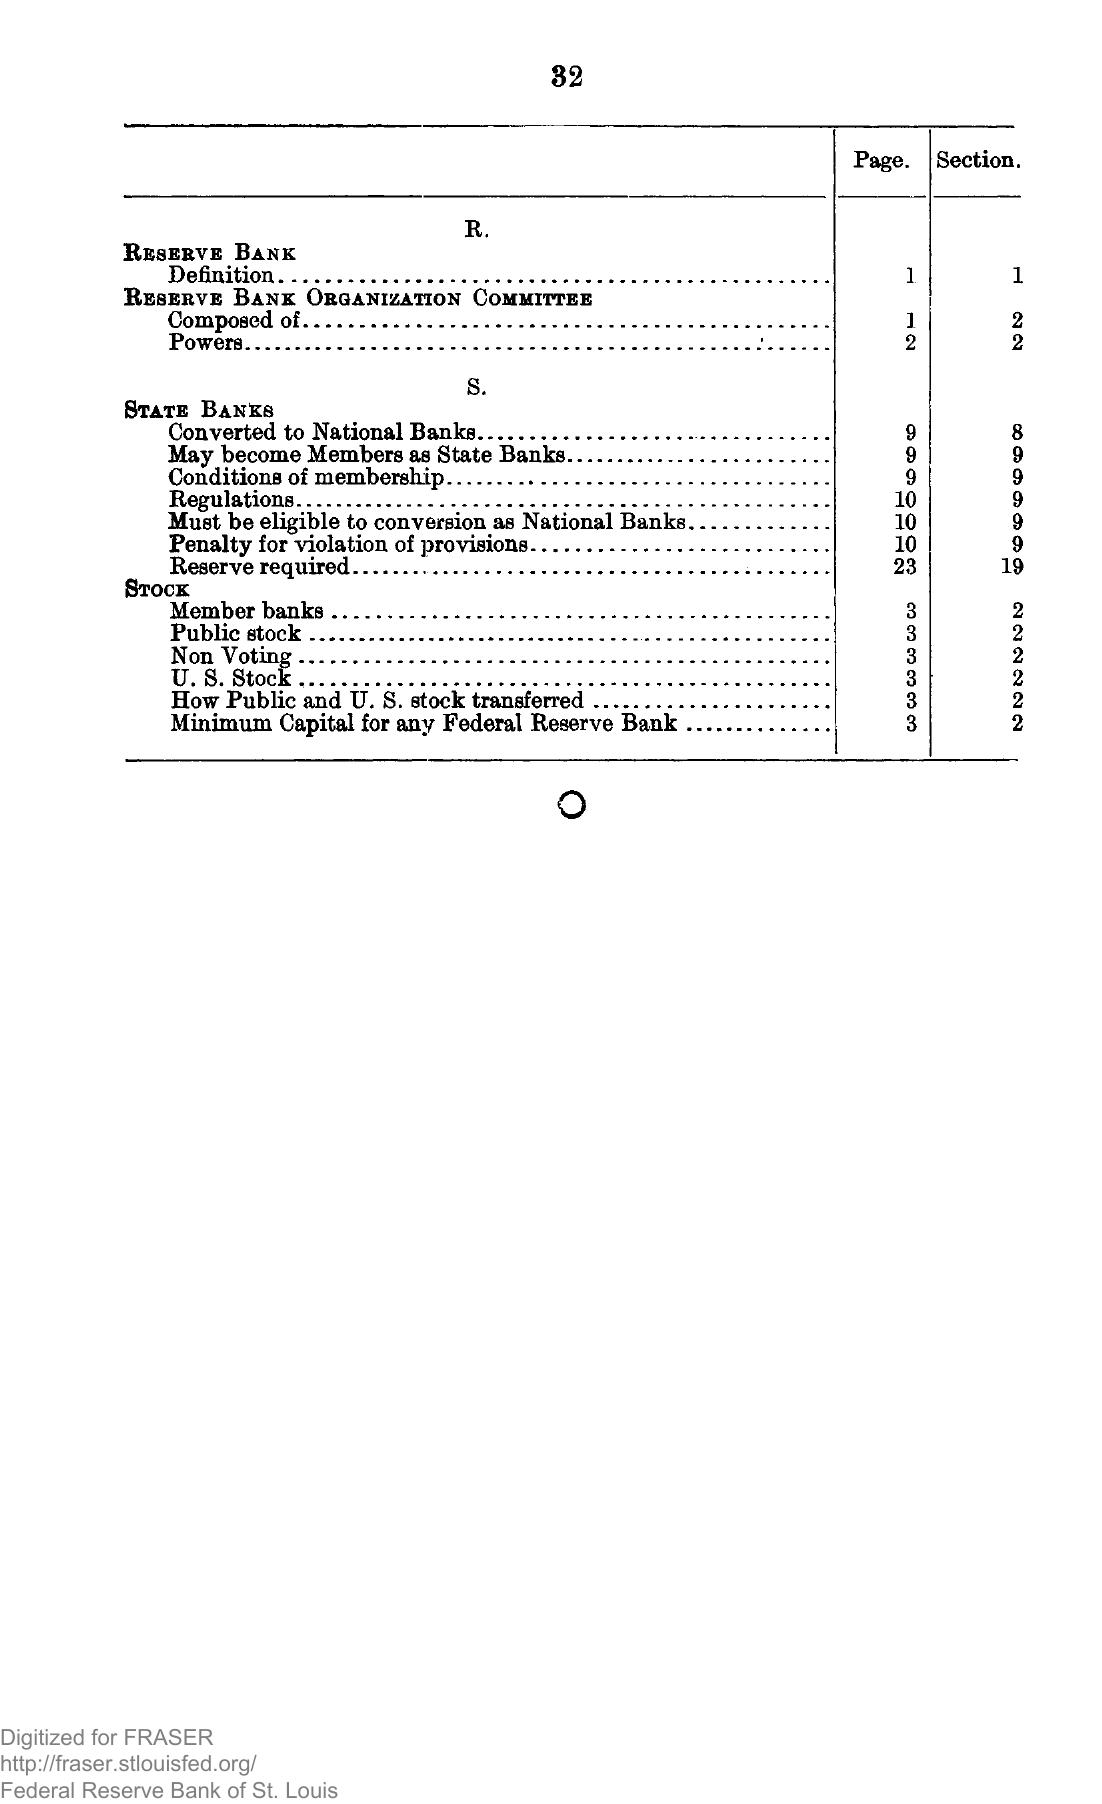 32
Page. Section.
R.
RESERVE BANK
Definition.................................................... 1 1
RESERVE BANK ORGANIZATION COMMITTEE
Composed of.................................................. 1 2
Powers....................................................... 2 2
S.
STATE BANKS
Converted to National Banks.................................. 9 8
May become Members as State Banks......................... 9 9
Conditions of membership.................................... 9 9
Regulations.................................................. 10 9
Must be eligible to conversion as National Banks............. 10 9
Penalty for violation of provisions............................ 10 9
Reserve required............................................. 23 19
STOCK
Member banks ............................................... 3 2
Public stock ................................................. 3 2
Non Voting .................................................. 3 2
U. S. Stock .................................................. 3 2
How Public and U. S. stock transferred ...................... 3 2
Minimum Capital for any Federal Reserve Bank .............. 3 2
Digitized for FRASER
http://fraser.stlouisfed.org/
Federal Reserve Bank of St. Louis